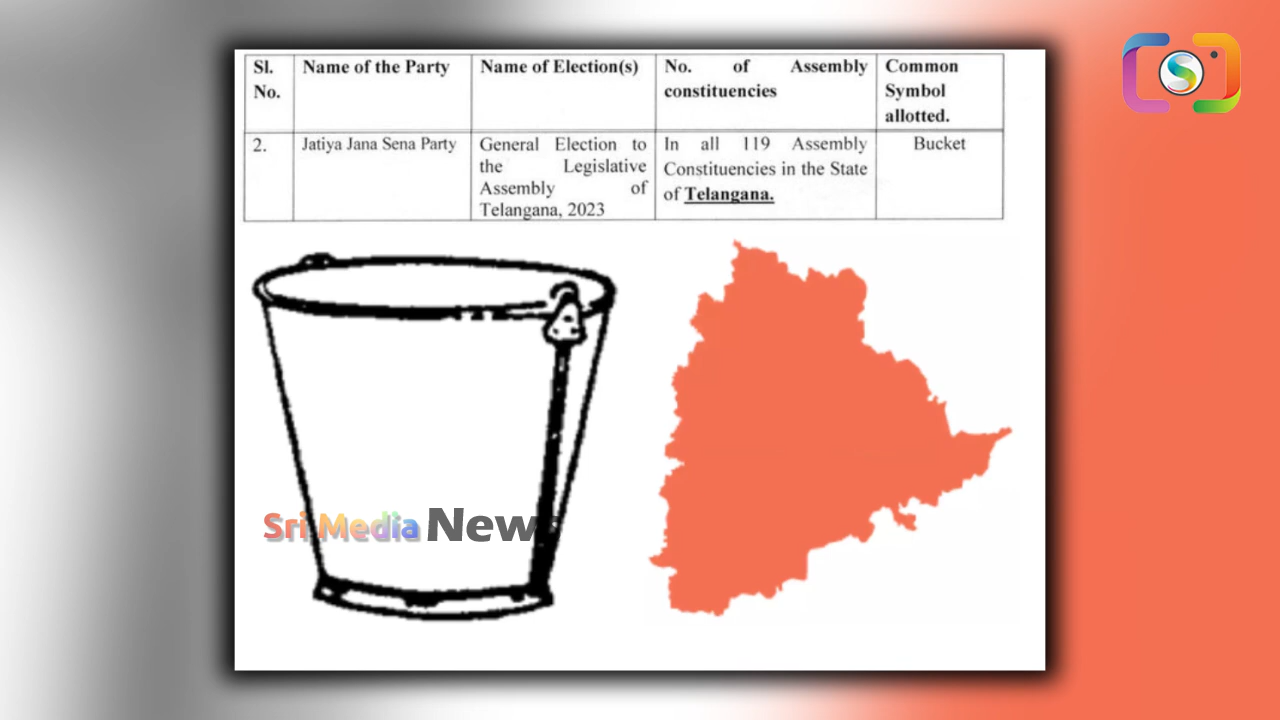 Sl. No.
Name of the Party
Name of Election(s)
No. of Assembly constituencies
Common Symbol allotted.
2.
Jatiya Jana Sena Party
General Election to the Legislative Assembly of Telangana, 2023
In all 119 Assembly Constituencies in the State of Telangana.
Bucket
Sri Media News